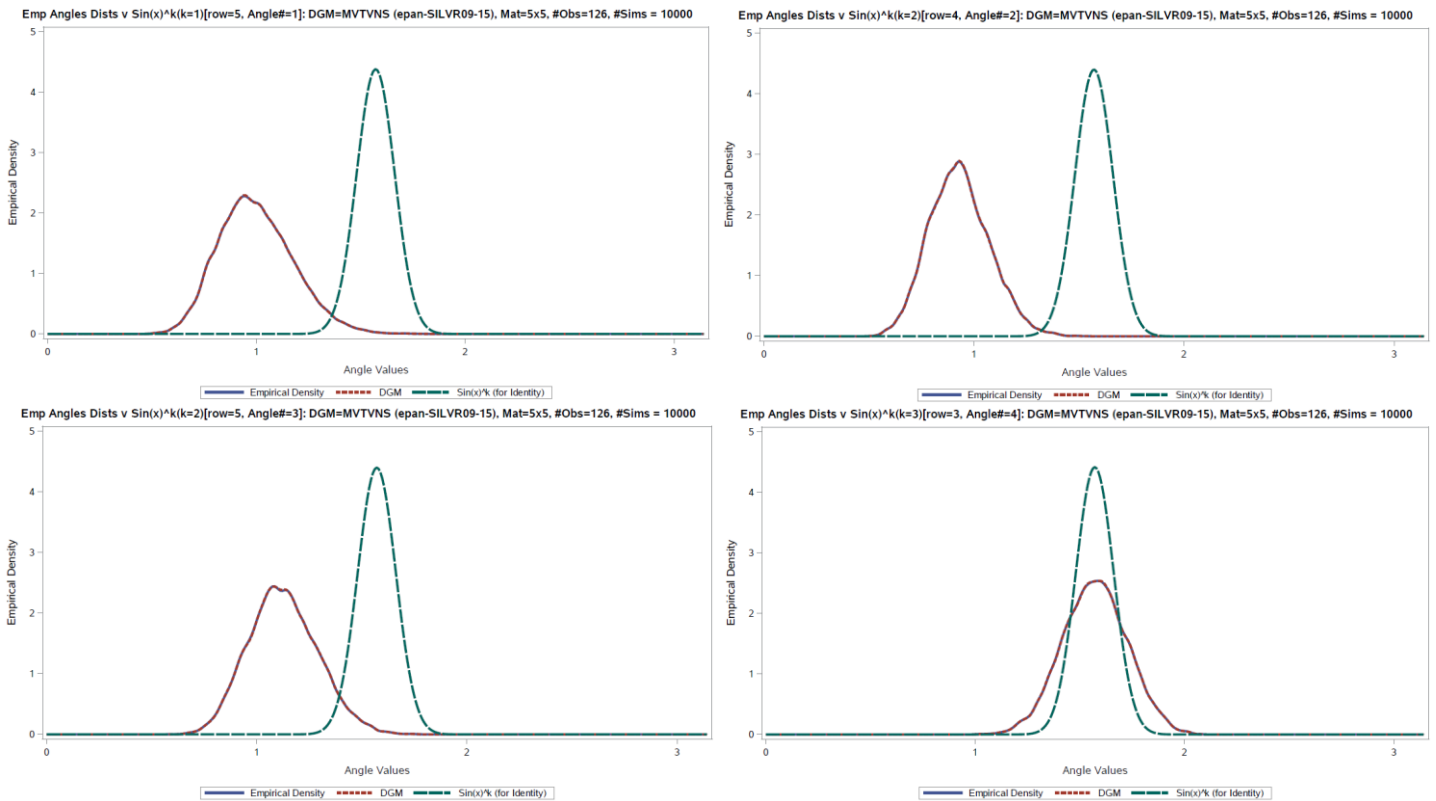 Emp Angles Dists v Sin(x)^k(k=1)[row=5, Angle#=1]: DGM=MVTVNS (epan-SILVR09-15), Mat=5x5, #Obs=126, #Sims = 10000
5
4
3
2
1
0
Empirical Density
0 1 2 3
Angle Values
Empirical Density DGM Sin(x)^k (for Identity)
Emp Angles Dists v Sin(x)^k(k=2)[row=4, Angle#=2]: DGM=MVTVNS (epan-SILVR09-15), Mat=5x5, #Obs=126, #Sims = 10000
5
4
3
2
1
0
Empirical Density
0 1 2 3
Angle Values
Empirical Density DGM Sin(x)^k (for Identity)
Emp Angles Dists v Sin(x)^k(k=2)[row=5, Angle#=3]: DGM=MVTVNS (epan-SILVR09-15), Mat=5x5, #Obs=126, #Sims = 10000
5
4
3
2
1
0
Empirical Density
0 1 2 3
Angle Values
Empirical Density DGM Sin(x)^k (for Identity)
Emp Angles Dists v Sin(x)^k(k=3)[row=3, Angle#=4]: DGM=MVTVNS (epan-SILVR09-15), Mat=5x5, #Obs=126, #Sims = 10000
5
4
3
2
1
0
Empirical Density
0 1 2 3
Angle Values
Empirical Density DGM Sin(x)^k (for Identity)